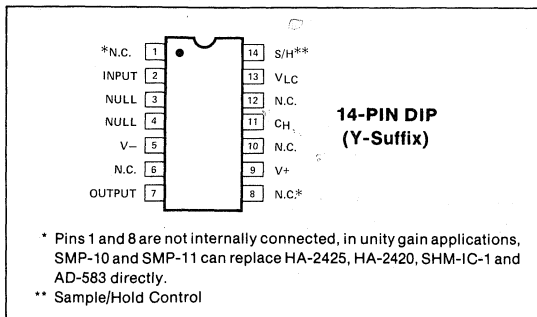 *N.C. 1 14 S/H**
INPUT 2 13 VLC
NULL 3 12 N.C.
NULL 4 11 CH
V– 5 10 N.C.
N.C. 6 9 V+
OUTPUT 7 8 N.C.*
14-PIN DIP
(Y-Suffix)
* Pins 1 and 8 are not internally connected, in unity gain applications,
SMP-10 and SMP-11 can replace HA-2425, HA-2420, SHM-IC-1 and
AD-583 directly.
** Sample/Hold Control